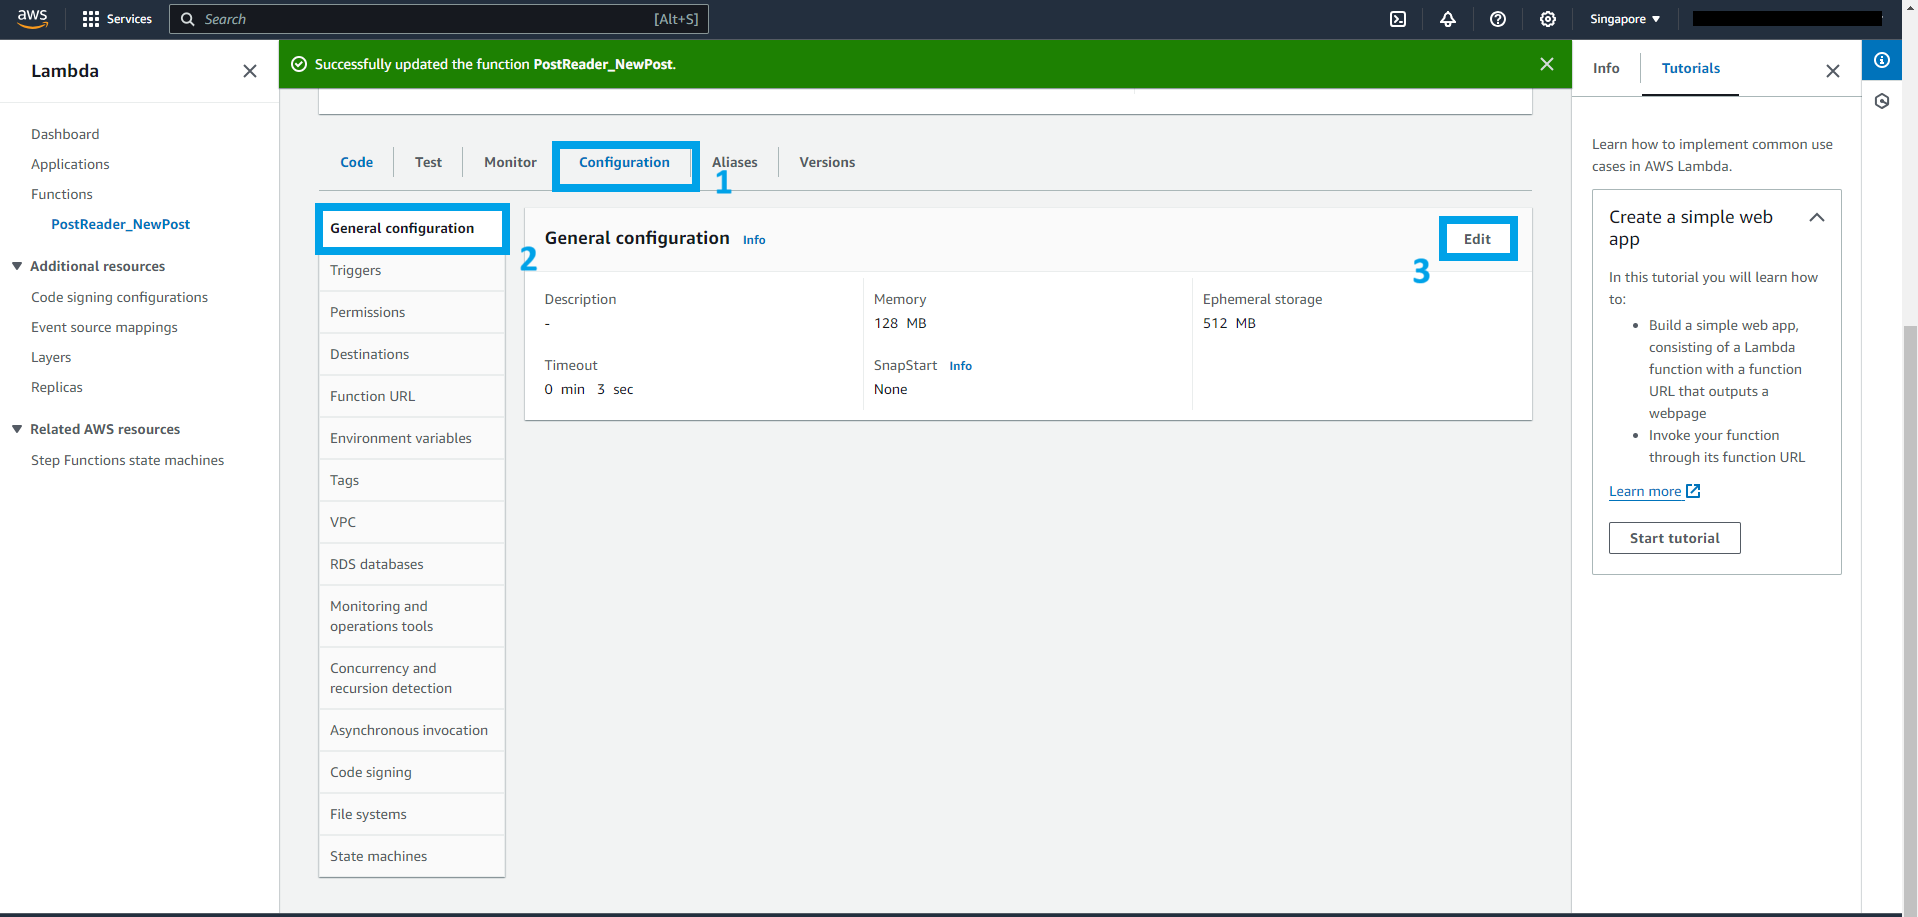 aws
Services
Search
[Alt+S]
Singapore
Lambda
Dashboard
Applications
Functions
PostReader_NewPost
Additional resources
Code signing configurations
Event source mappings
Layers
Replicas
Related AWS resources
Step Functions state machines
Successfully updated the function PostReader_NewPost.
Code
Test
Monitor
Configuration
Aliases
Versions
1
General configuration
2
Triggers
Permissions
Destinations
Function URL
Environment variables
Tags
VPC
RDS databases
Monitoring and
operations tools
Concurrency and
recursion detection
Asynchronous invocation
Code signing
File systems
State machines
General configuration Info
Edit
3
Description
-
Memory
128 MB
Ephemeral storage
512 MB
Timeout
0 min 3 sec
SnapStart Info
None
Info
Tutorials
Learn how to implement common use
cases in AWS Lambda.
Create a simple web
app
In this tutorial you will learn how
to:
• Build a simple web app,
consisting of a Lambda
function with a function
URL that outputs a
webpage
• Invoke your function
through its function URL
Learn more
Start tutorial